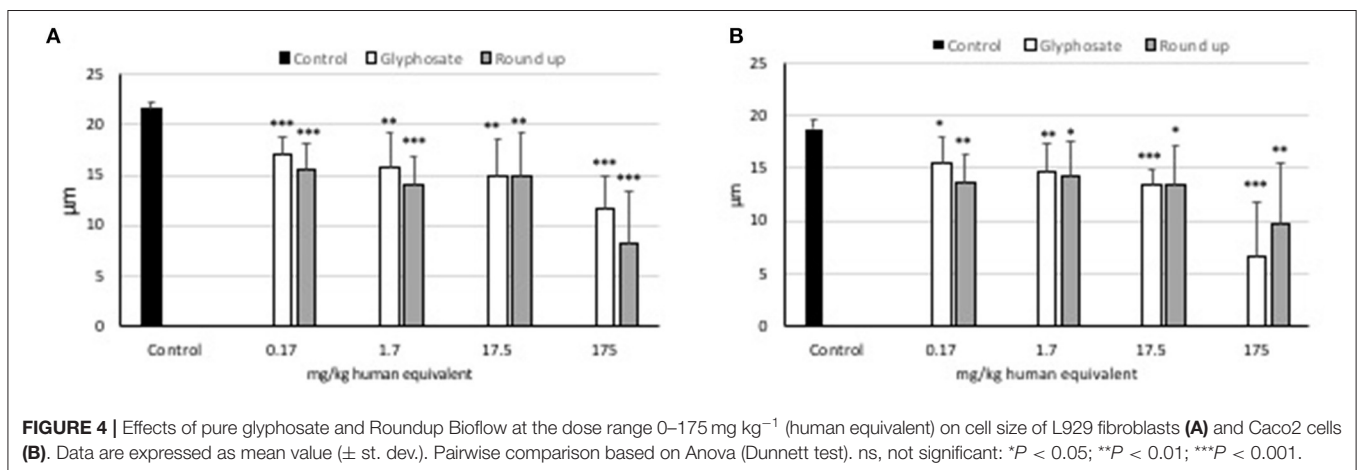 A
Control Glyphosate Round up
25
20
15
10
5
0
µm
*** *** ** *** ** ** *** ***
Control 0.17 1.7 17.5 175
mg/kg human equivalent
B
Control Glyphosate Round up
25
20
15
10
5
0
µm
* ** ** * *** * *** **
Control 0.17 1.7 17.5 175
mg/kg human equivalent
FIGURE 4 | Effects of pure glyphosate and Roundup Bioflow at the dose range 0–175 mg kg⁻¹ (human equivalent) on cell size of L929 fibroblasts (A) and Caco2 cells
(B). Data are expressed as mean value (± st. dev.). Pairwise comparison based on Anova (Dunnett test). ns, not significant: *P < 0.05; **P < 0.01; ***P < 0.001.